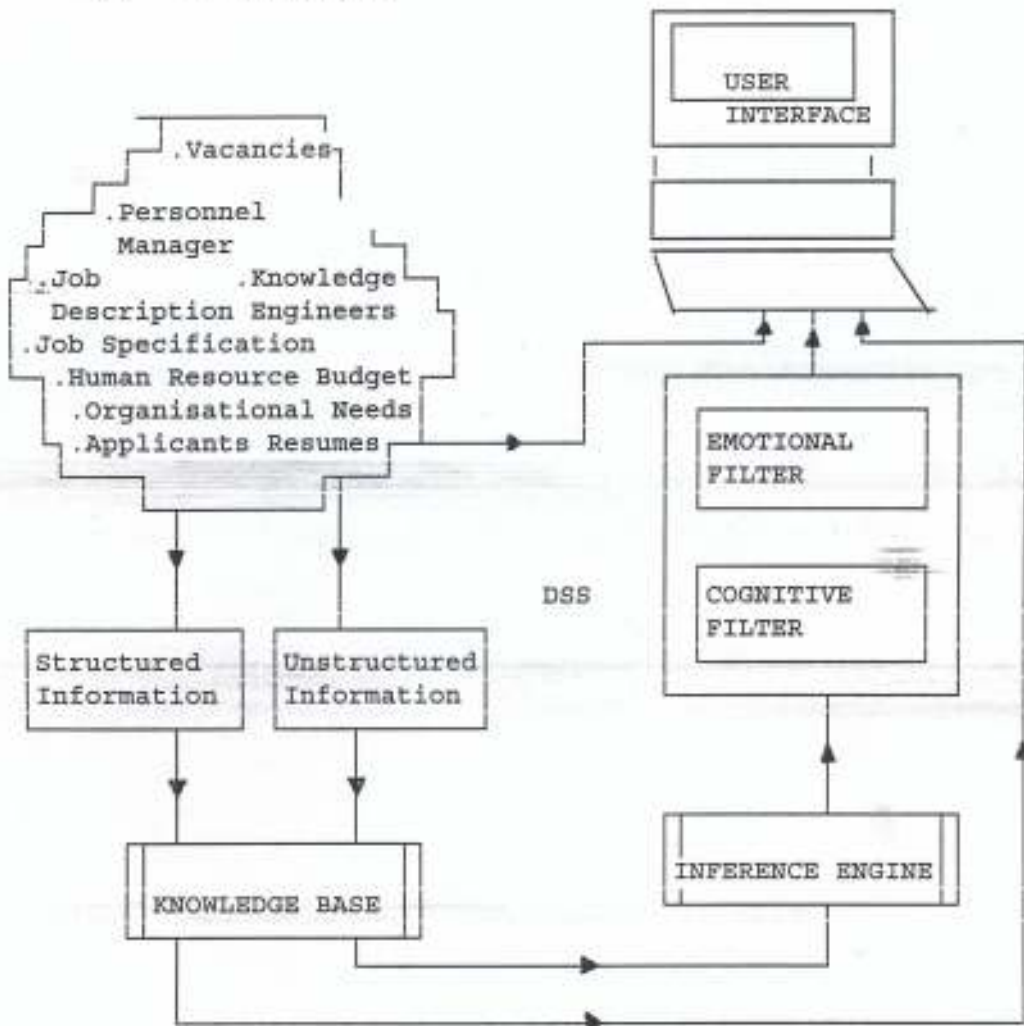 USER
INTERFACE
.Vacancies
.Personnel
Manager
.Job .Knowledge
Description Engineers
.Job Specification
.Human Resource Budget
.Organisational Needs
.Applicants Resumes
EMOTIONAL
FILTER
DSS
COGNITIVE
FILTER
Structured
Information
Unstructured
Information
KNOWLEDGE BASE
INFERENCE ENGINE